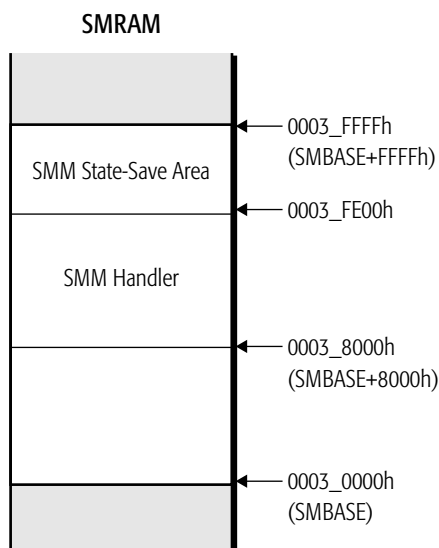 SMRAM
0003_FFFFh
(SMBASE+FFFFh)
SMM State-Save Area
0003_FE00h
SMM Handler
0003_8000h
(SMBASE+8000h)
0003_0000h
(SMBASE)